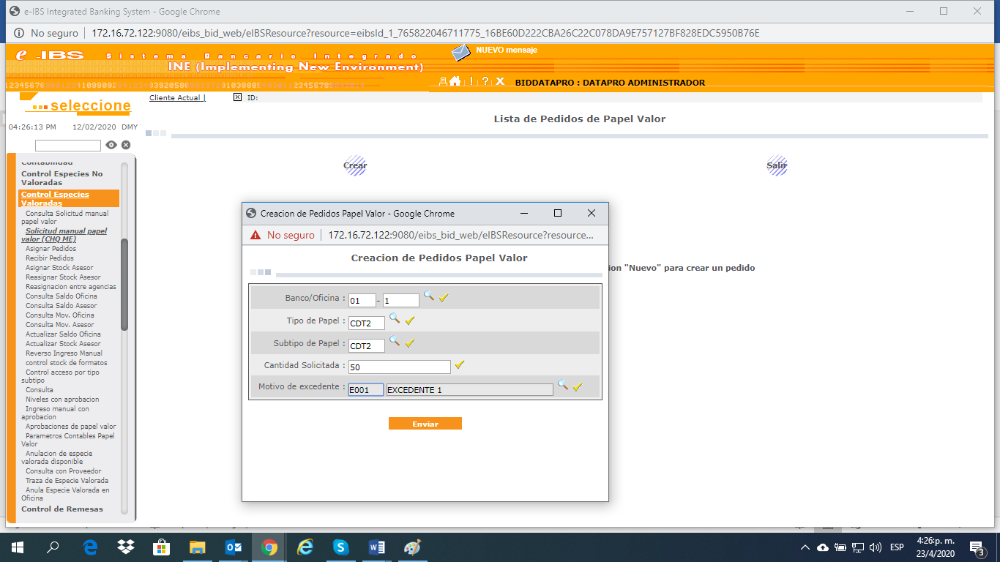 e-IBS Integrated Banking System - Google Chrome
No seguro | 172.16.72.122:9080/eibs_bid_web/eIBSResource?resource=eibsId_1_765822046711775_16BE60D222CBA26C22C078DA9E757127BF828EDC5950B76E
e-IBS Sistema Bancario Integrado
INE (Implementing New Environment)
NUEVO mensaje
! ? X BIDDATAPRO : DATAPRO ADMINISTRADOR
...seleccione
Cliente Actual | ID:
04:26:13 PM 12/02/2020 DMY
Lista de Pedidos de Papel Valor
Crear Salir
Contabilidad
Control Especies No
Valoradas
Control Especies
Valoradas
Consulta Solicitud manual
papel valor
Solicitud manual papel
valor (CHQ ME)
Asignar Pedidos
Recibir Pedidos
Asignar Stock Asesor
Reasignar Stock Asesor
Reasignacion entre agencias
Consulta Saldo Oficina
Consulta Saldo Asesor
Consulta Mov. Oficina
Consulta Mov. Asesor
Actualizar Saldo Oficina
Actualizar Stock Asesor
Reverso Ingreso Manual
control stock de formatos
Control acceso por tipo
subtipo
Consulta
Niveles con aprobacion
Ingreso manual con
aprobacion
Aprobaciones de papel valor
Parametros Contables Papel
Valor
Anulacion de especie
valorada disponible
Consulta con Proveedor
Traza de Especie Valorada
Anula Especie Valorada en
Oficina
Control de Remesas
ion "Nuevo" para crear un pedido
Creacion de Pedidos Papel Valor - Google Chrome
No seguro | 172.16.72.122:9080/eibs_bid_web/eIBSResource?resource...
Creacion de Pedidos Papel Valor
Banco/Oficina : 01 - 1
Tipo de Papel : CDT2
Subtipo de Papel : CDT2
Cantidad Solicitada : 50
Motivo de excedente : E001 EXCEDENTE 1
Enviar
ESP
4:26:p. m.
23/4/2020
3